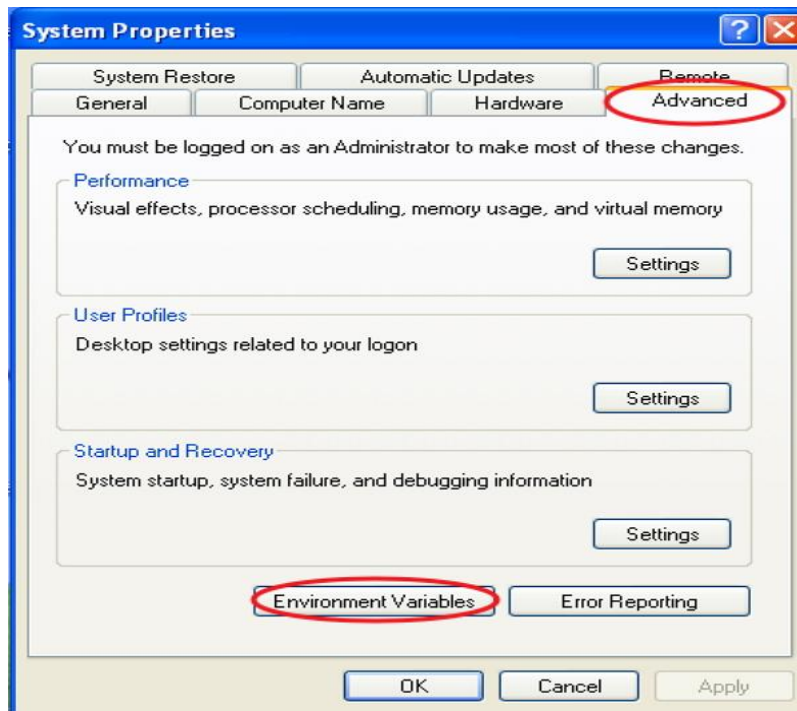 System Properties
System Restore Automatic Updates Remote
General Computer Name Hardware Advanced
You must be logged on as an Administrator to make most of these changes.
Performance
Visual effects, processor scheduling, memory usage, and virtual memory
Settings
User Profiles
Desktop settings related to your logon
Settings
Startup and Recovery
System startup, system failure, and debugging information
Settings
Environment Variables Error Reporting
OK Cancel Apply